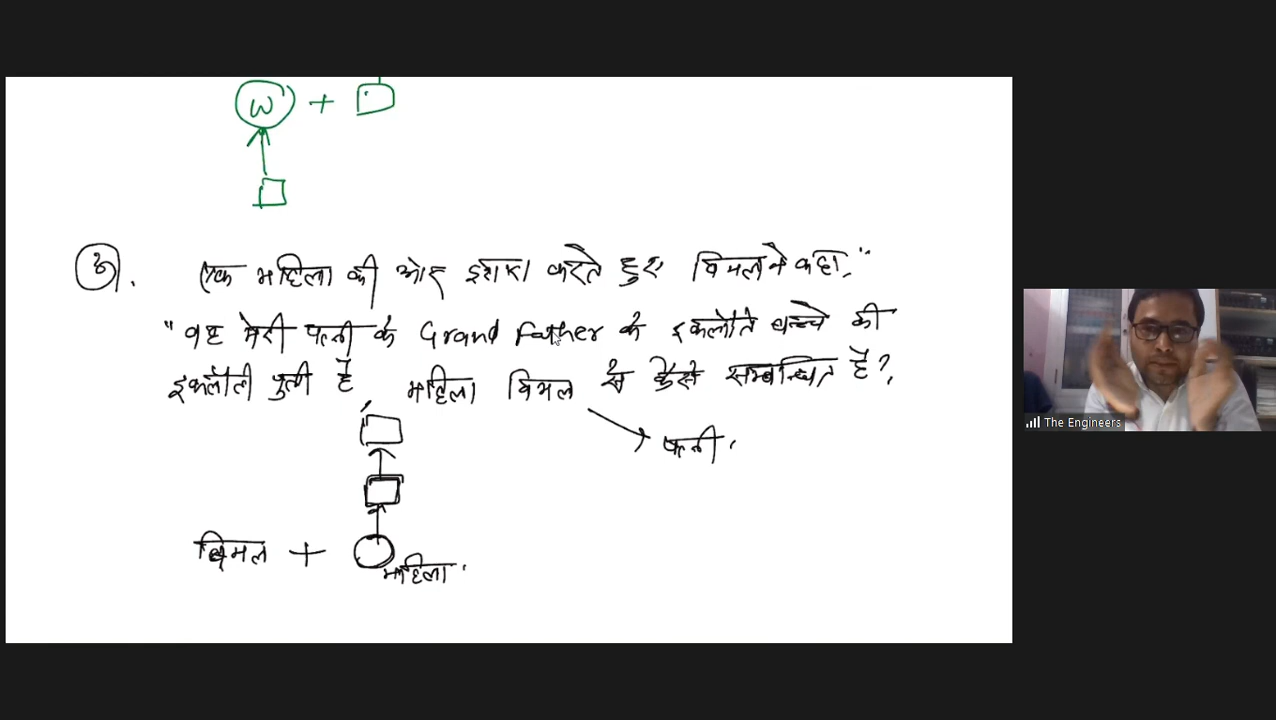 W + 
③. एक महिला की ओर इशारा करते हुए विमल ने कहा,"
"वह मेरी पत्नी के Grand Father के इकलौते बच्चे की
इकलौती पुत्री है, महिला विमल से कैसे सम्बन्धित है?
पत्नी.
विमल + महिला.
The Engineers